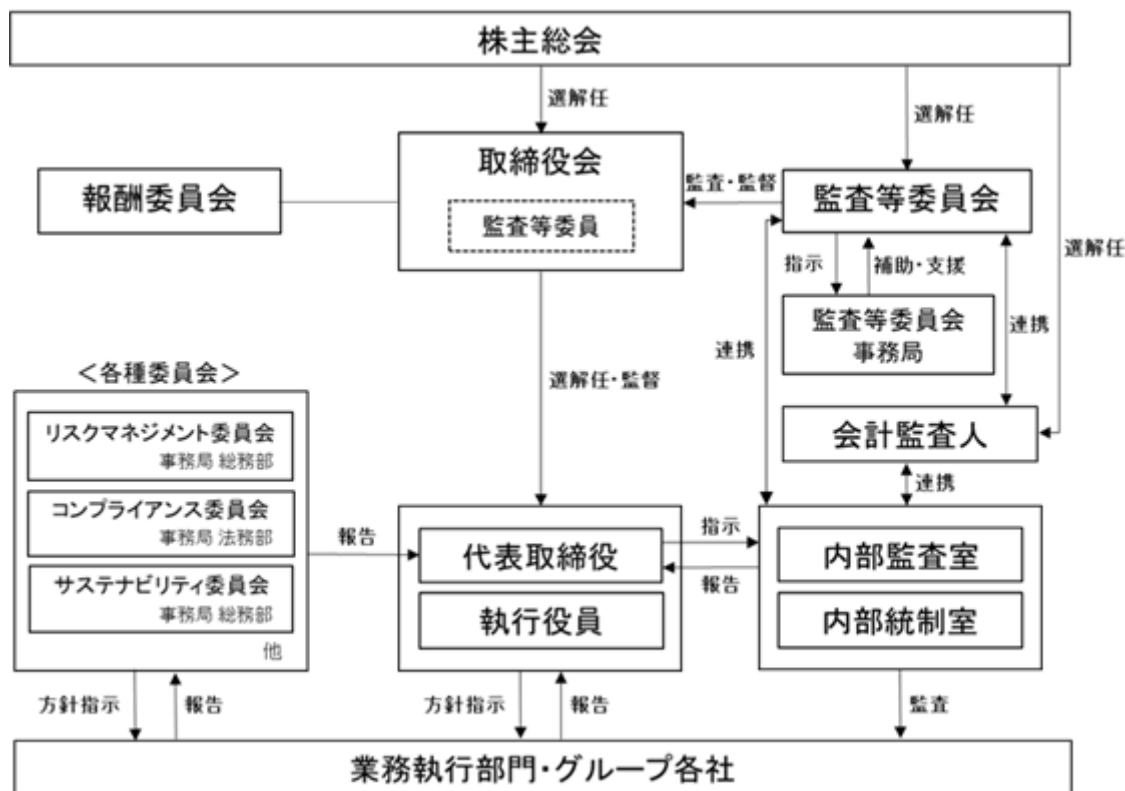 株主総会
選解任
選解任
選解任
取締役会
監査等委員
報酬委員会
監査・監督
監査等委員会
指示
補助・支援
監査等委員会
事務局
連携
連携
選解任・監督
<各種委員会>
リスクマネジメント委員会
事務局 総務部
コンプライアンス委員会
事務局 法務部
サステナビリティ委員会
事務局 総務部
他
会計監査人
連携
報告
代表取締役
執行役員
指示
報告
内部監査室
内部統制室
方針指示
報告
方針指示
報告
監査
業務執行部門・グループ各社